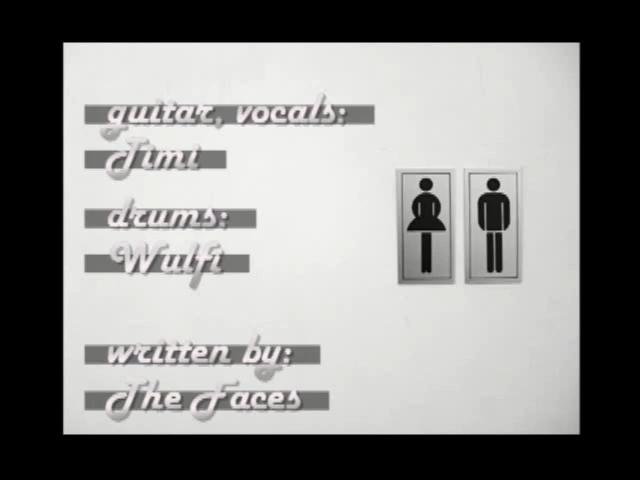 guitar, vocals:
Timi
drums:
Wulfi
written by:
The Faces